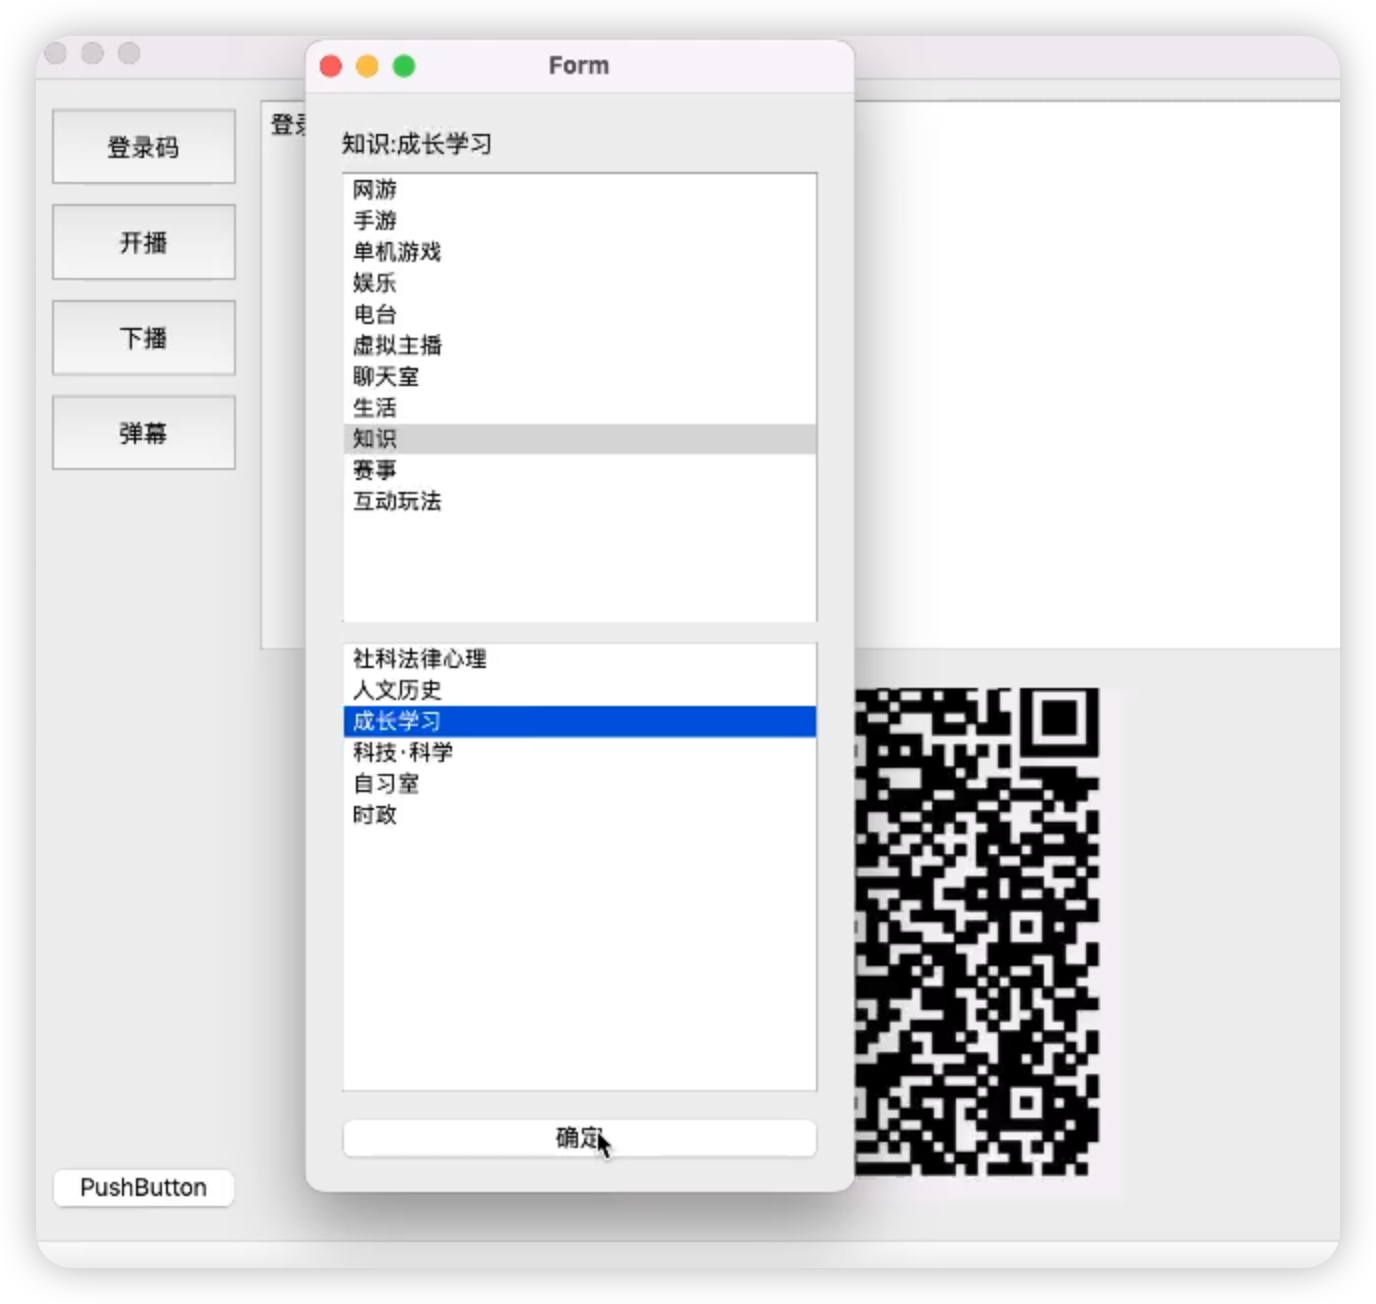 Form
登录码
开播
下播
弹幕
PushButton
登录
知识:成长学习
网游
手游
单机游戏
娱乐
电台
虚拟主播
聊天室
生活
知识
赛事
互动玩法
社科法律心理
人文历史
成长学习
科技·科学
自习室
时政
确定